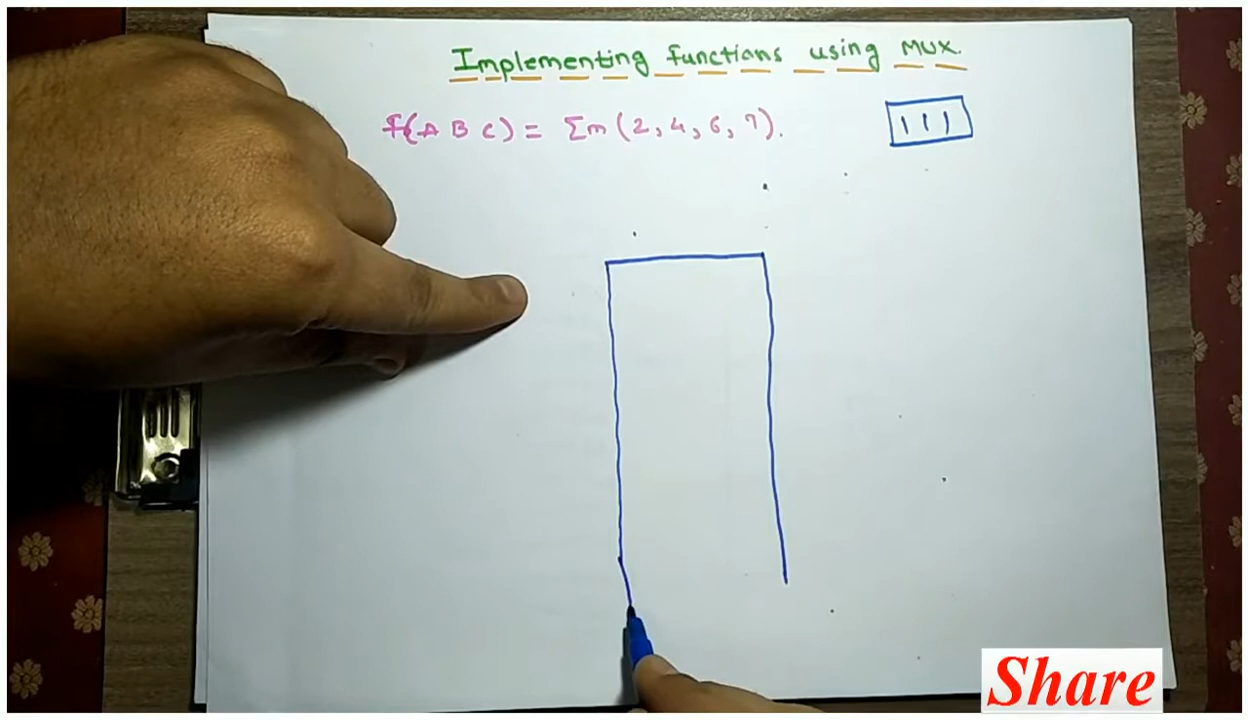 Implementing functions using MUX.
f(A B C) = Σm (2, 4, 6, 7).
111
Share